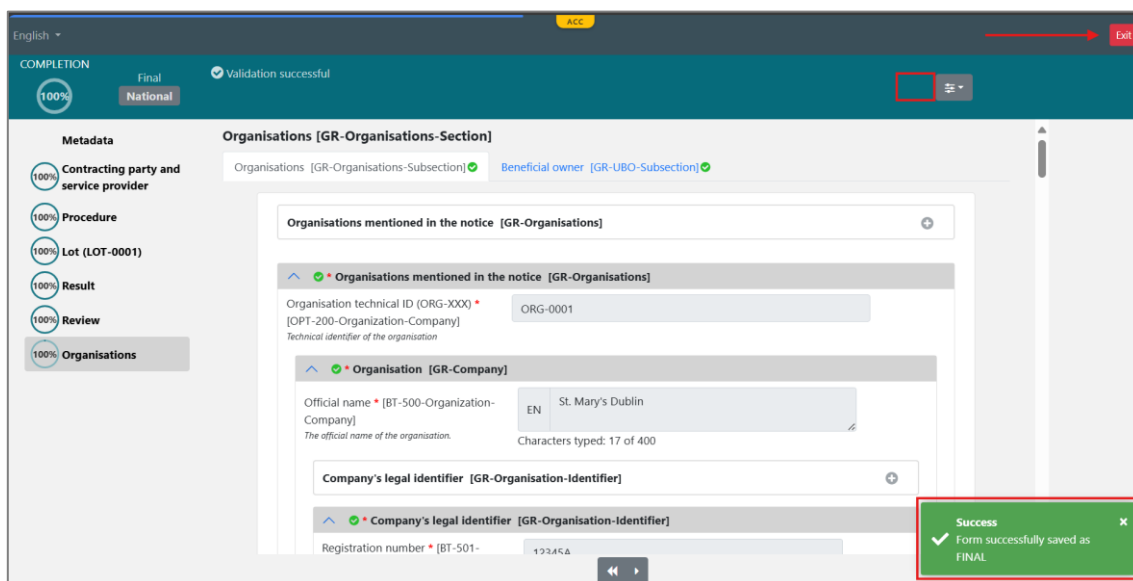 ACC
English
Exit
COMPLETION
100%
Final
National
Validation successful
Metadata
100% Contracting party and
service provider
100% Procedure
100% Lot (LOT-0001)
100% Result
100% Review
100% Organisations
Organisations [GR-Organisations-Section]
Organisations [GR-Organisations-Subsection]
Beneficial owner [GR-UBO-Subsection]
Organisations mentioned in the notice [GR-Organisations]
* Organisations mentioned in the notice [GR-Organisations]
Organisation technical ID (ORG-XXX) *
[OPT-200-Organization-Company]
Technical identifier of the organisation
ORG-0001
* Organisation [GR-Company]
Official name * [BT-500-Organization-
Company]
The official name of the organisation.
EN
St. Mary's Dublin
Characters typed: 17 of 400
Company's legal identifier [GR-Organisation-Identifier]
* Company's legal identifier [GR-Organisation-Identifier]
Registration number * [BT-501-
12345A
Success
×
Form successfully saved as
FINAL